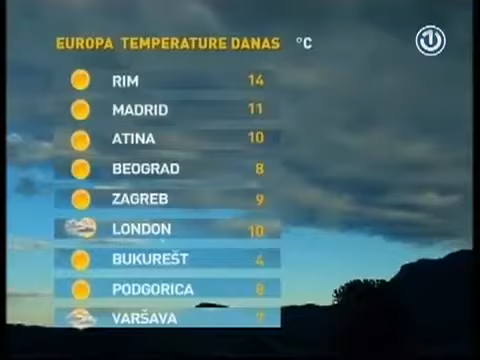 EUROPA TEMPERATURE DANAS °C
RIM 14
MADRID 11
ATINA 10
BEOGRAD 8
ZAGREB 9
LONDON 10
BUKUREŠT 4
PODGORICA 8
VARŠAVA 7